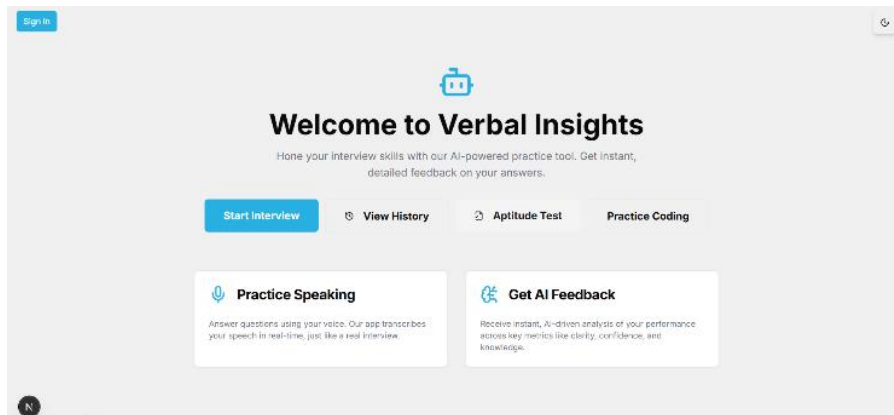 Sign In
Welcome to Verbal Insights
Hone your interview skills with our AI-powered practice tool. Get instant,
detailed feedback on your answers.
Start Interview
View History
Aptitude Test
Practice Coding
Practice Speaking
Answer questions using your voice. Our app transcribes
your speech in real-time, just like a real interview.
Get AI Feedback
Receive instant, AI-driven analysis of your performance
across key metrics like clarity, confidence, and
knowledge.
N